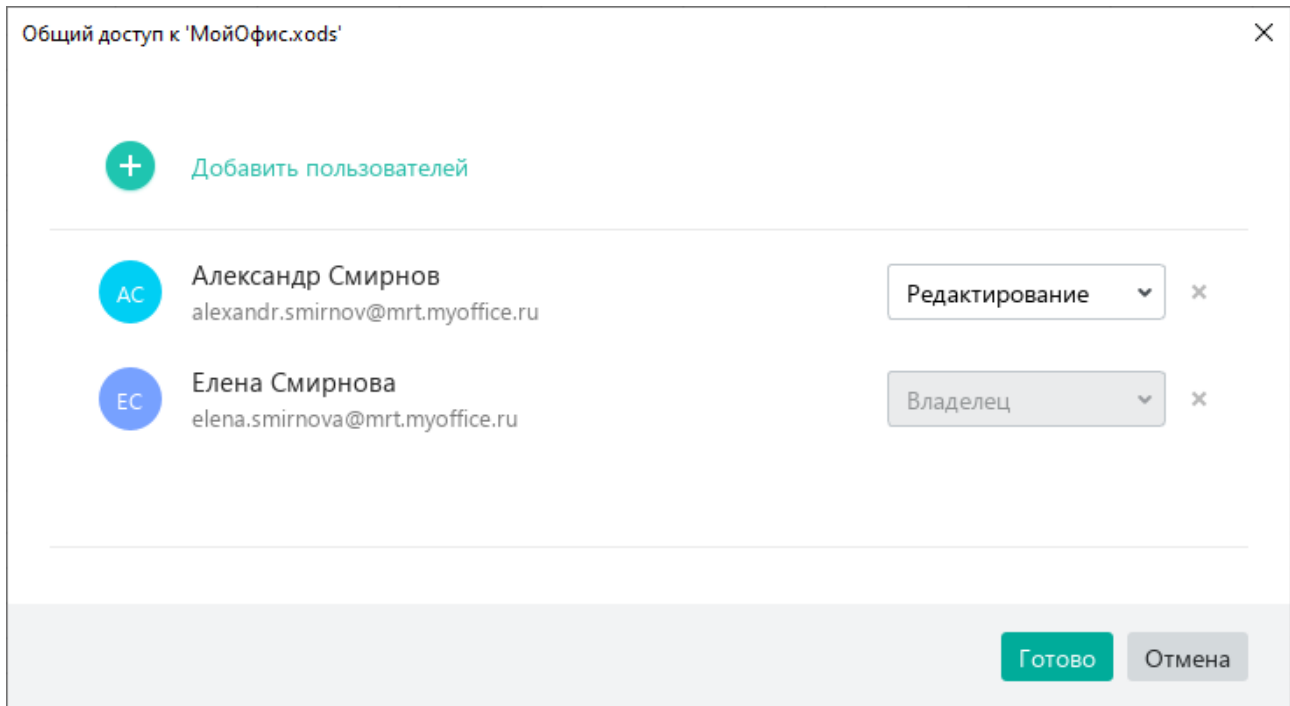 Общий доступ к 'МойОфис.xods'
Добавить пользователей
АС
Александр Смирнов
Редактирование
alexandr.smirnov@mrt.myoffice.ru
ЕС
Елена Смирнова
Владелец
elena.smirnova@mrt.myoffice.ru
Готово
Отмена